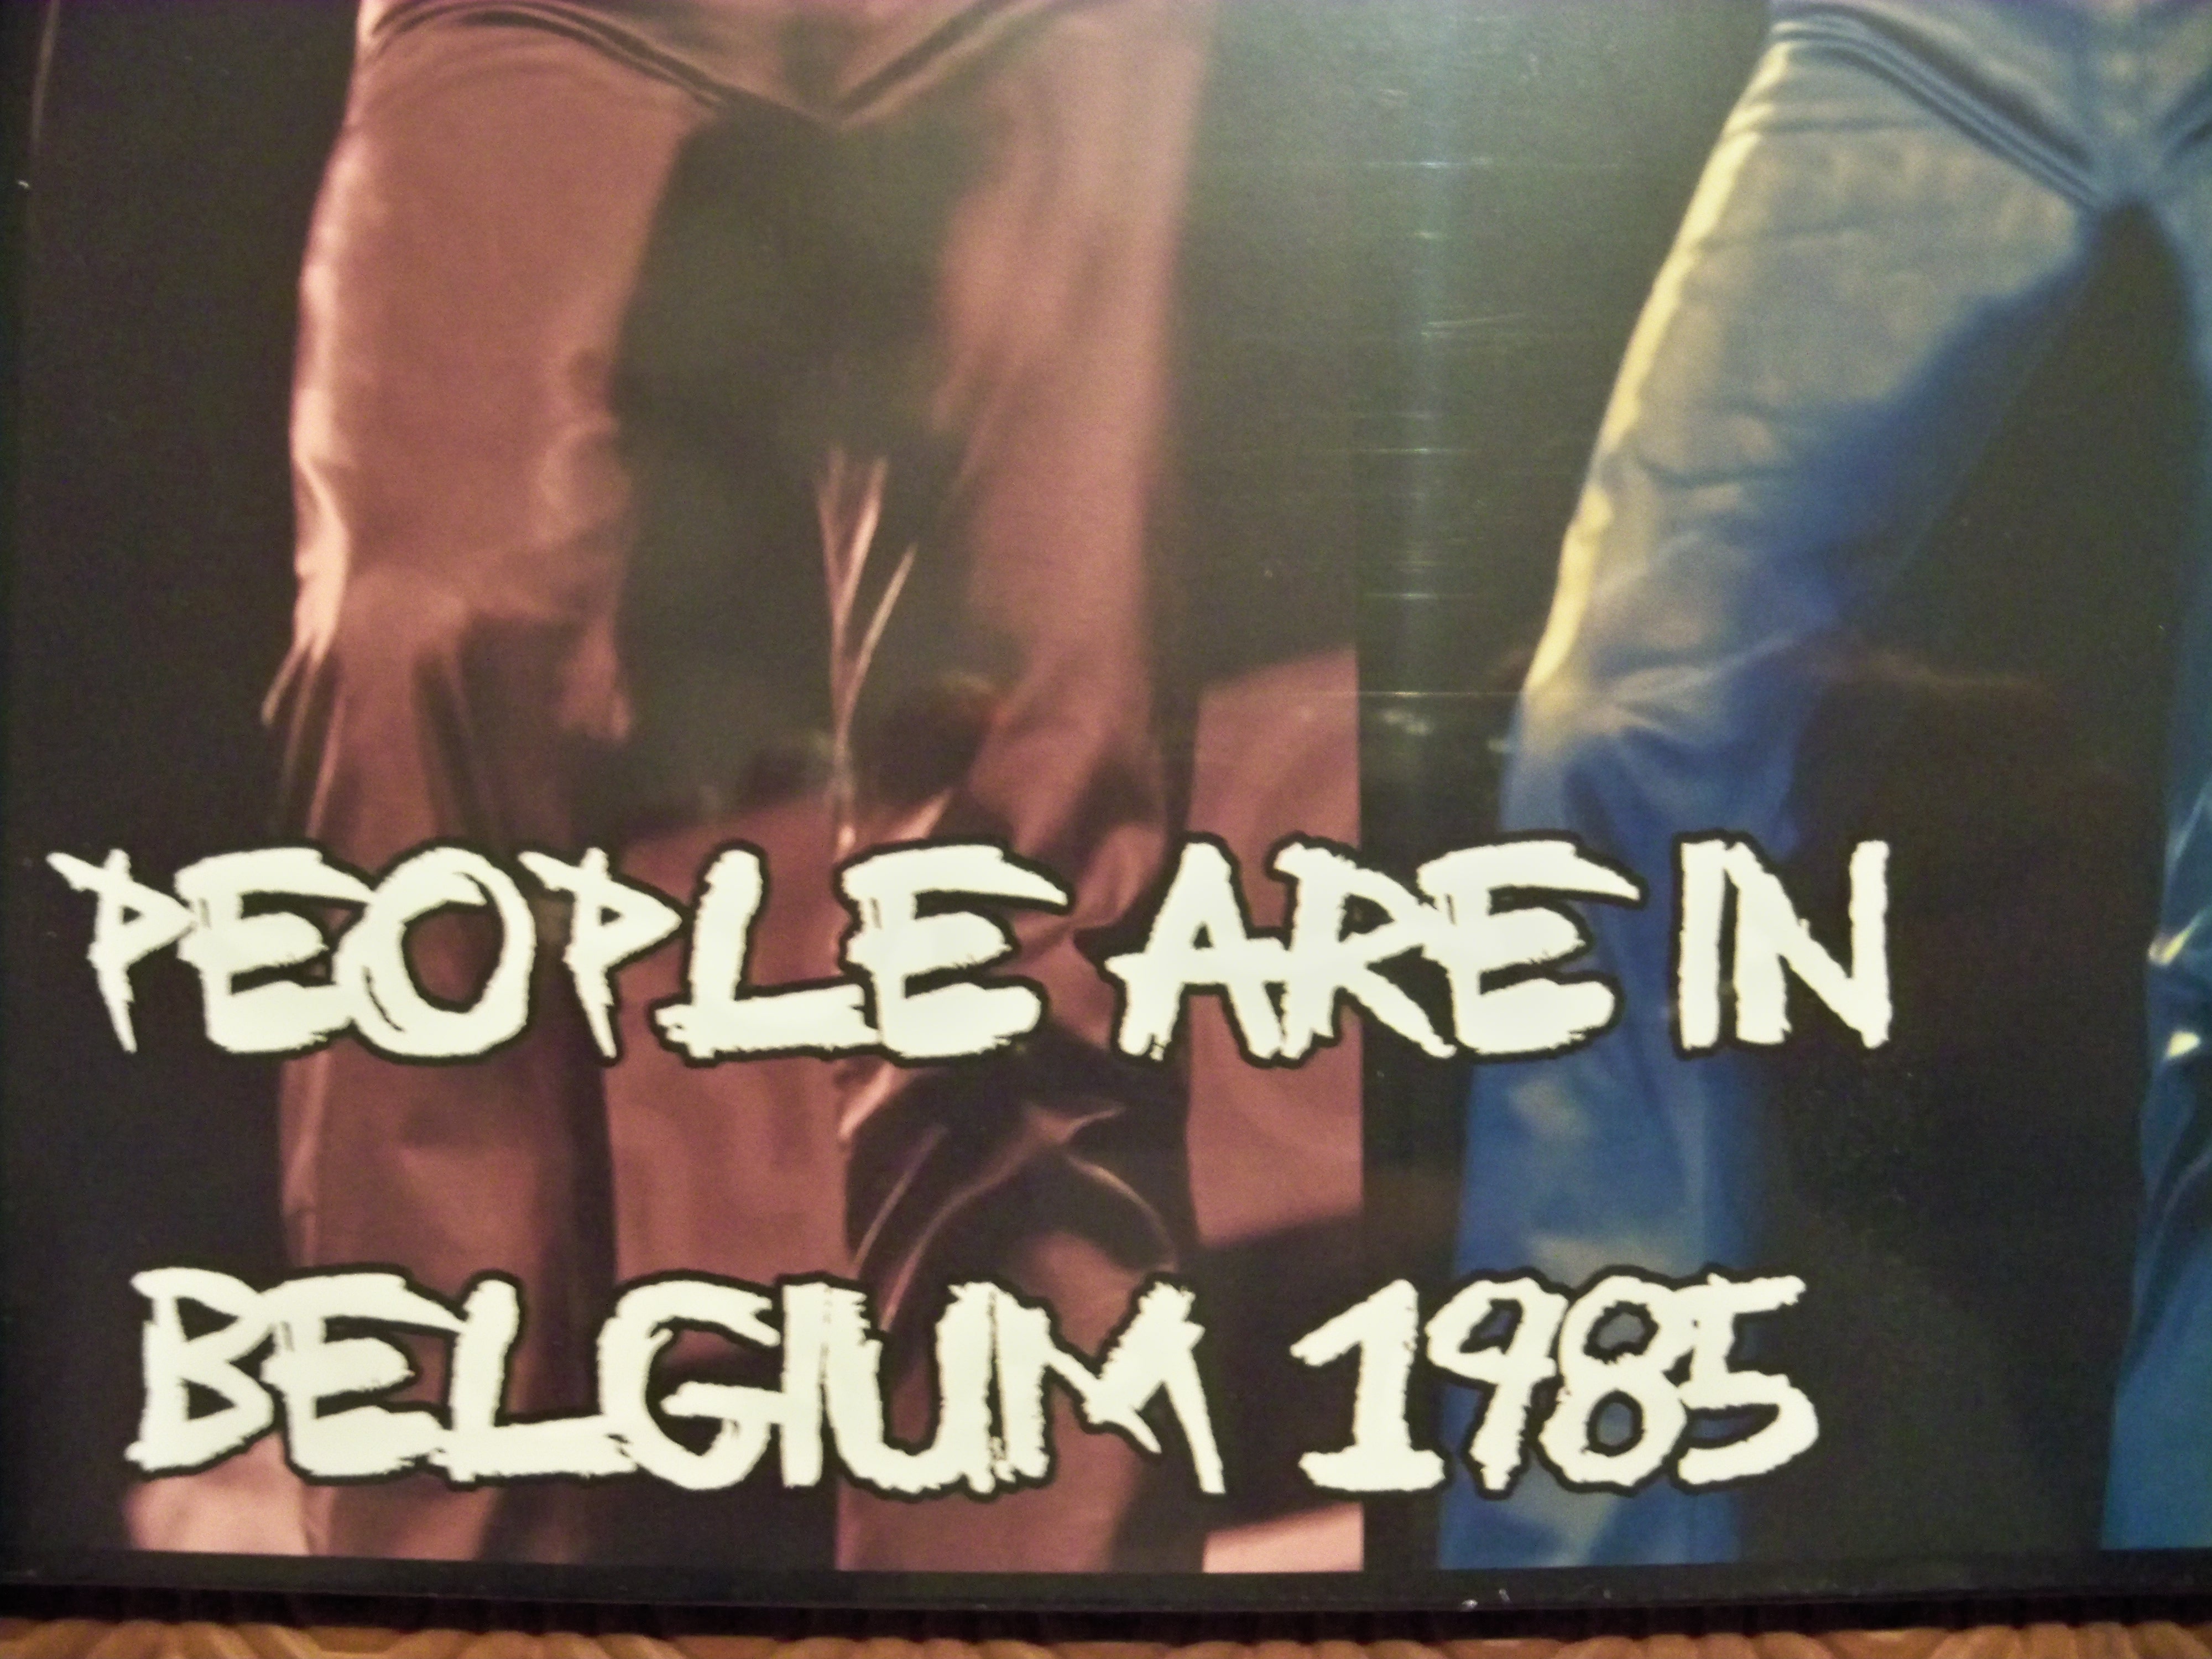 PEOPLE ARE IN
BELGIUM 1985